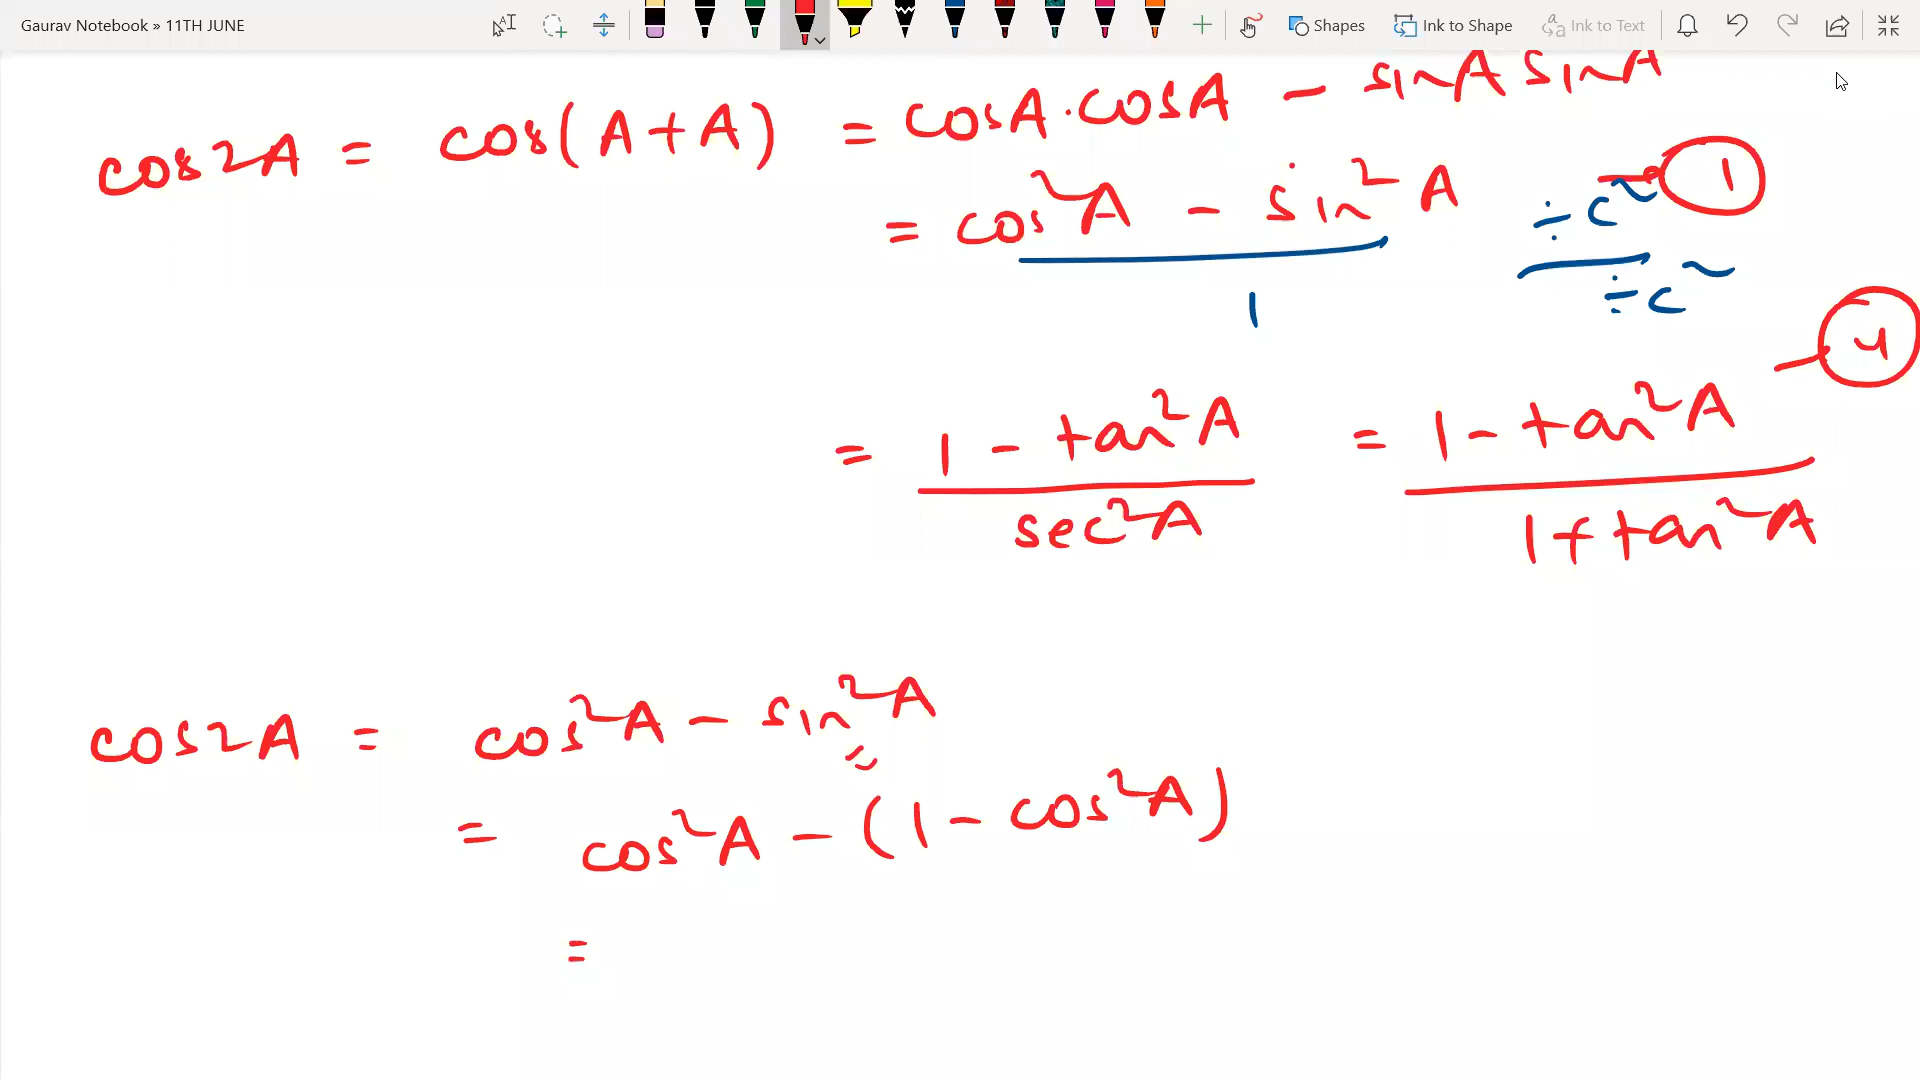 Gaurav Notebook » 11TH JUNE
Shapes
Ink to Shape
Ink to Text
cos2A = cos(A+A) = cosA·cosA - sinA sinA
= cos²A - sin²A 1
1 ÷c² ÷c²
= 1 - tan²A / sec²A = 1 - tan²A / 1 + tan²A 4
cos2A = cos²A - sin²A
= cos²A - (1 - cos²A)
=